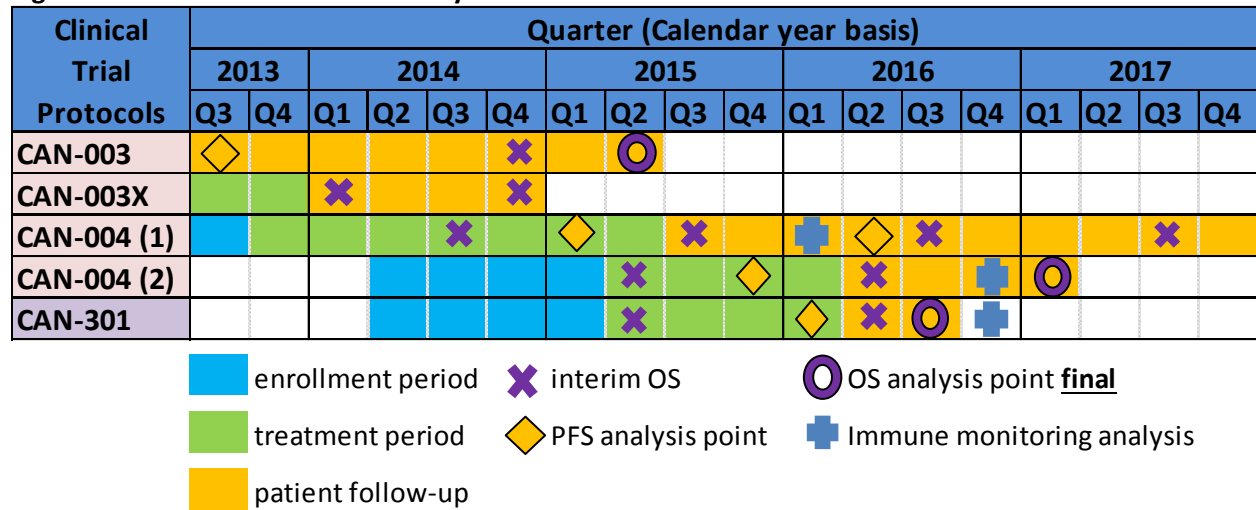 Clinical Trial Protocols
Quarter (Calendar year basis)
2013 2014 2015 2016 2017
Q3 Q4 Q1 Q2 Q3 Q4 Q1 Q2 Q3 Q4 Q1 Q2 Q3 Q4 Q1 Q2 Q3 Q4
CAN-003
CAN-003X
CAN-004 (1)
CAN-004 (2)
CAN-301
enrollment period
interim OS
OS analysis point final
treatment period
PFS analysis point
Immune monitoring analysis
patient follow-up